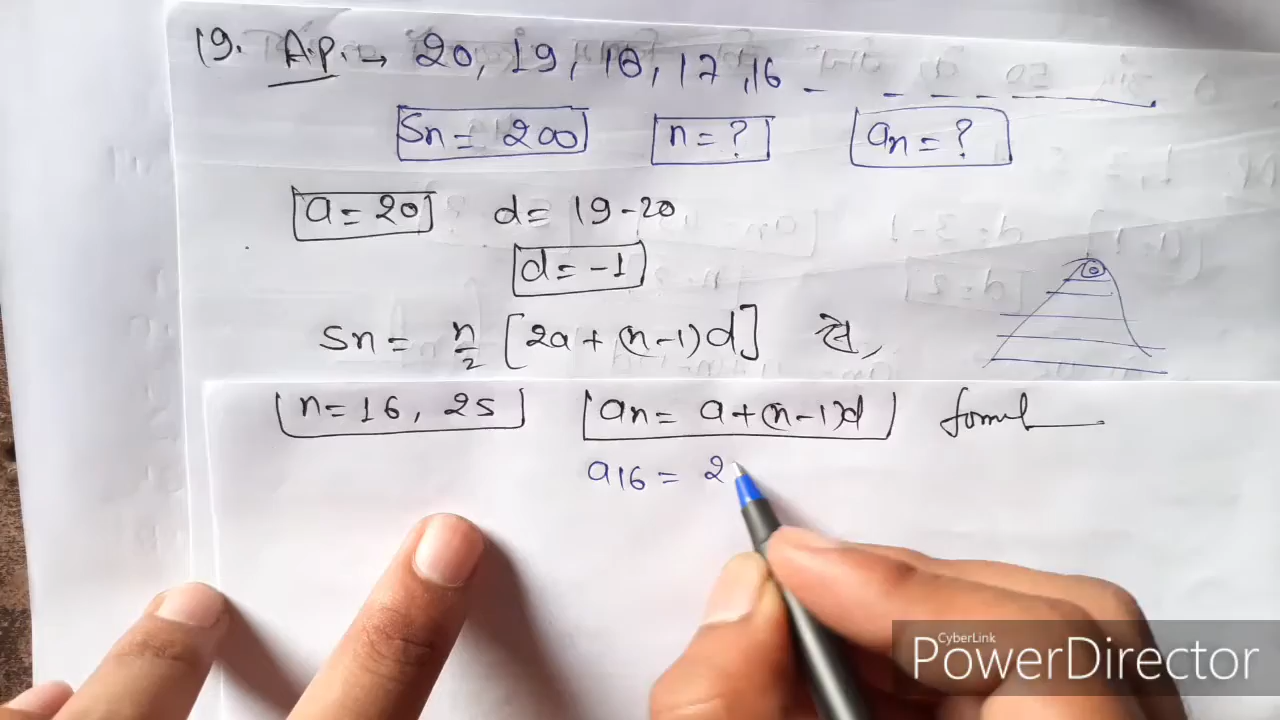 19. A.P. → 20, 19, 18, 17, 16 _ _ _ _ _
Sn = 200 n = ? an = ?
a = 20 d = 19 - 20
d = -1
Sn = n/2 [2a + (n-1)d] से,
n = 16, 25 an = a + (n-1)d
a16 = 2
CyberLink
PowerDirector